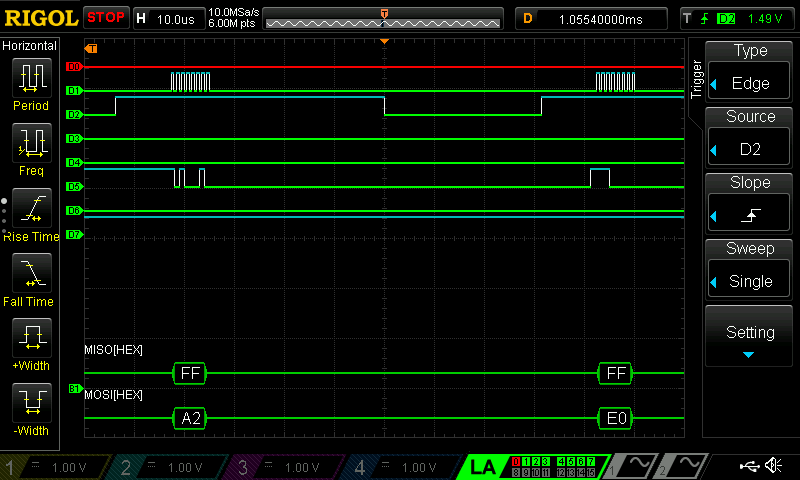 RIGOL STOP H 10.0us 10.0MSa/s 6.00M pts T D 1.05540000ms T D2 1.49 V
Horizontal
Period
Freq
Rise Time
Fall Time
+Width
-Width
T
D0
D1
D2
D3
D4
D5
D6
D7
MISO[HEX]
FF FF
B1
MOSI[HEX]
A2 E0
Trigger
Type
Edge
Source
D2
Slope
Sweep
Single
Setting
1 1.00 V 2 1.00 V 3 1.00 V 4 1.00 V LA 0 1 2 3 4 5 6 7 1 2
8 9 10 11 12 13 14 15